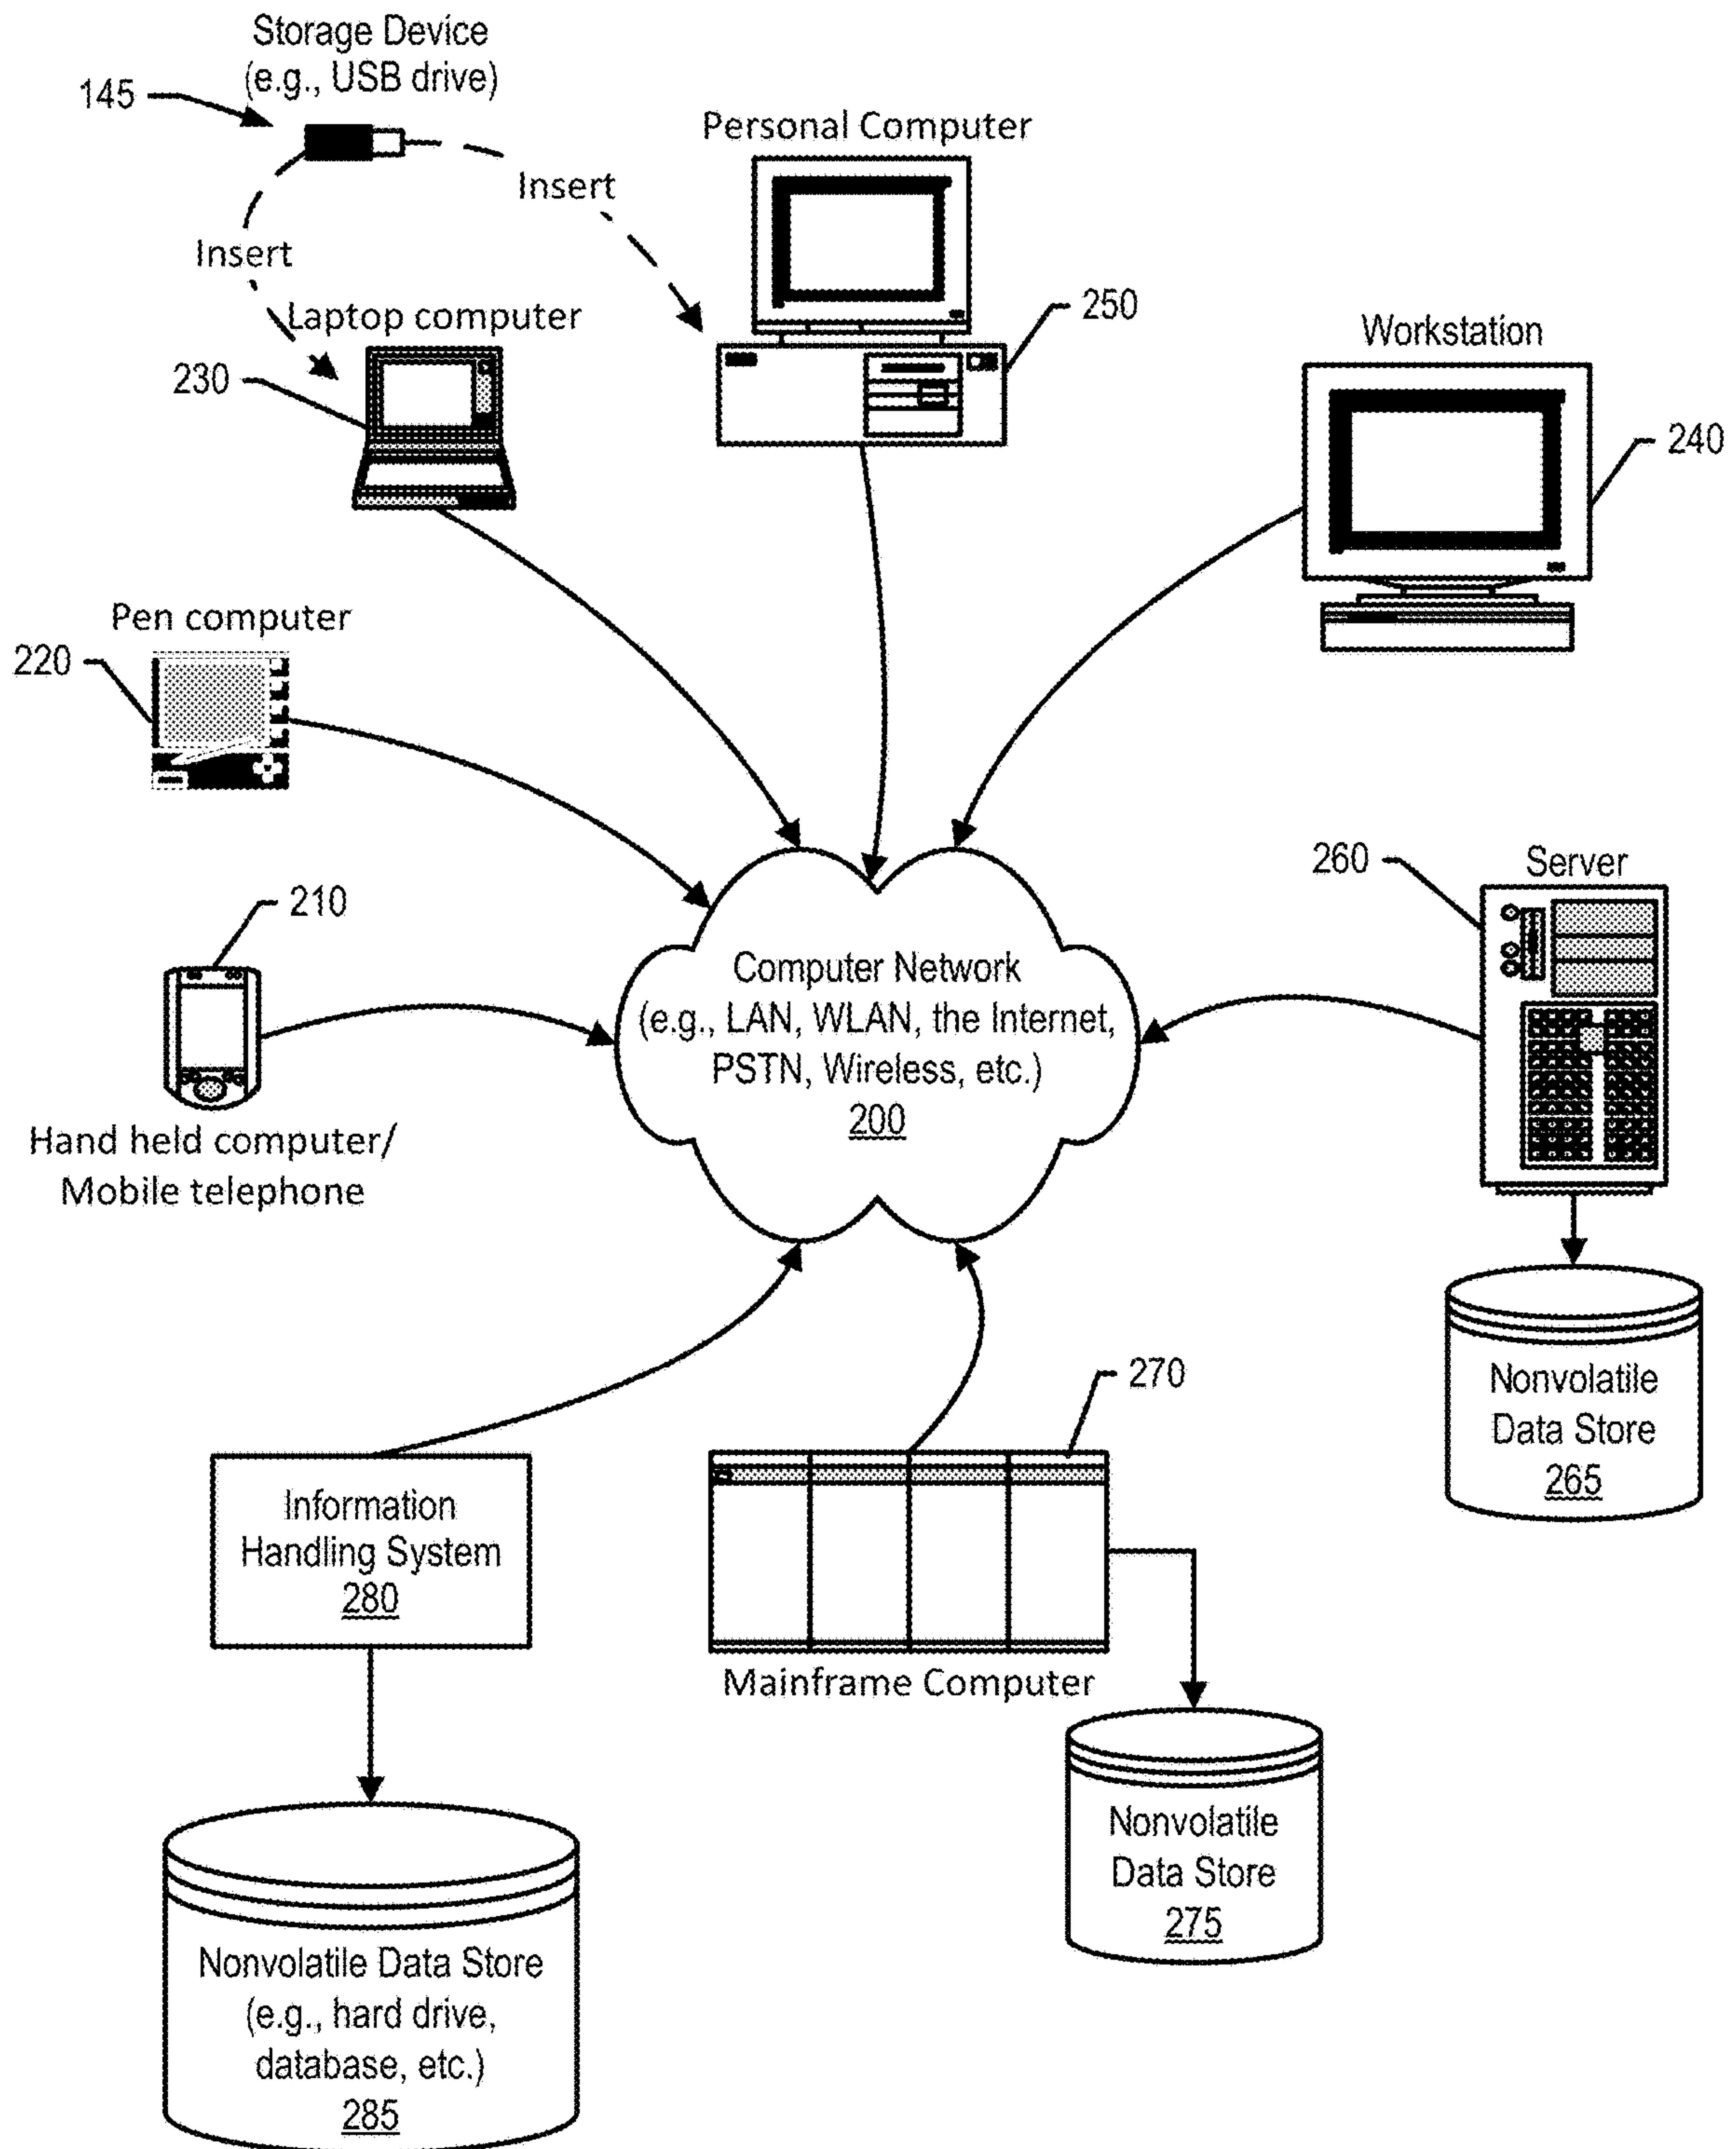 Storage Device
(e.g., USB drive)
145
Personal Computer
Insert
Insert
Laptop computer
250
Workstation
230
240
Pen computer
220
260
Server
210
Computer Network
(e.g., LAN, WLAN, the Internet,
PSTN, Wireless, etc.)
200
Hand held computer/
Mobile telephone
270
Nonvolatile
Data Store
265
Information
Handling System
280
Mainframe Computer
Nonvolatile
Data Store
275
Nonvolatile Data Store
(e.g., hard drive,
database, etc.)
285